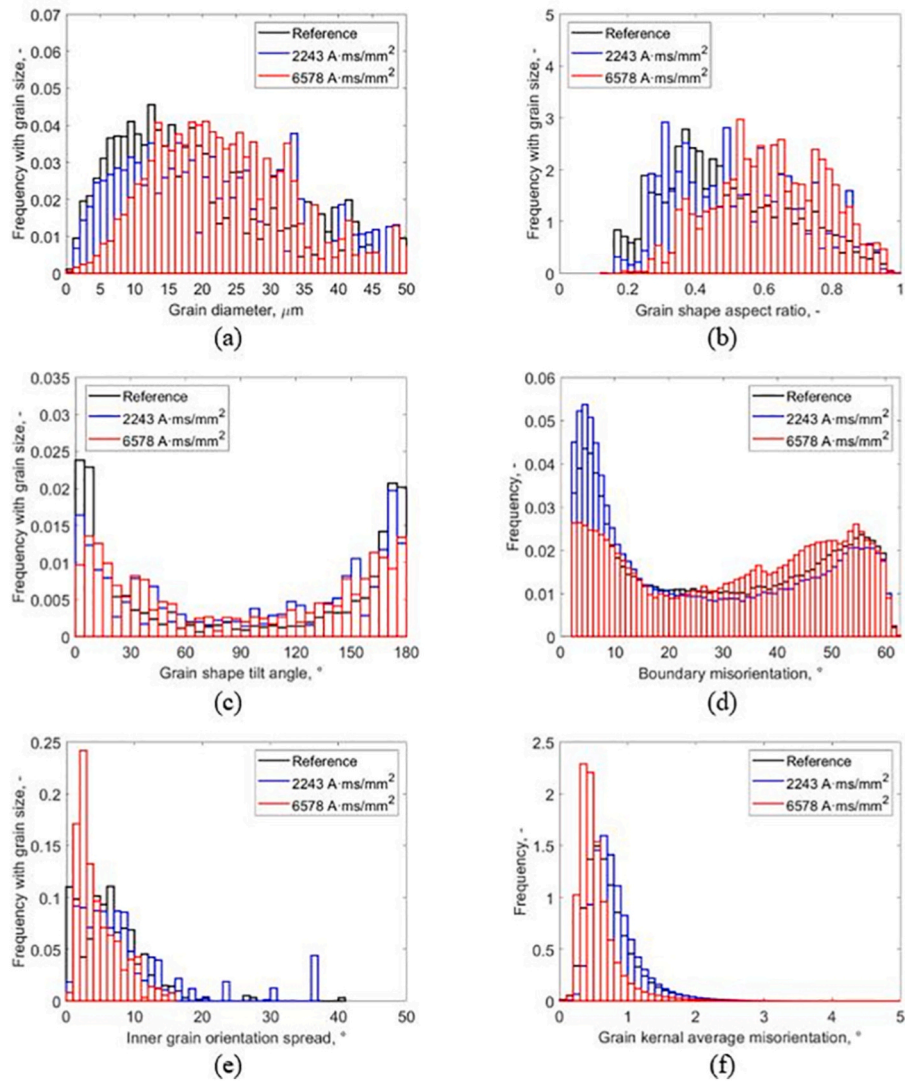 0.07
0.06
0.05
0.04
0.03
0.02
0.01
0
Frequency with grain size, -
Reference
2243 A·ms/mm²
6578 A·ms/mm²
0 5 10 15 20 25 30 35 40 45 50
Grain diameter, μm
(a)
5
4
3
2
1
0
Frequency with grain size, -
Reference
2243 A·ms/mm²
6578 A·ms/mm²
0.2 0.4 0.6 0.8 1
Grain shape aspect ratio, -
(b)
0.035
0.03
0.025
0.02
0.015
0.01
0.005
0
Frequency with grain size, -
Reference
2243 A·ms/mm²
6578 A·ms/mm²
0 30 60 90 120 150 180
Grain shape tilt angle, °
(c)
0.06
0.05
0.04
0.03
0.02
0.01
0
Frequency, -
Reference
2243 A·ms/mm²
6578 A·ms/mm²
0 10 20 30 40 50 60
Boundary misorientation, °
(d)
0.25
0.2
0.15
0.1
0.05
0
Frequency with grain size, -
Reference
2243 A·ms/mm²
6578 A·ms/mm²
0 10 20 30 40 50
Inner grain orientation spread, °
(e)
2.5
2
1.5
1
0.5
0
Frequency, -
Reference
2243 A·ms/mm²
6578 A·ms/mm²
0 1 2 3 4 5
Grain kernal average misorientation, °
(f)